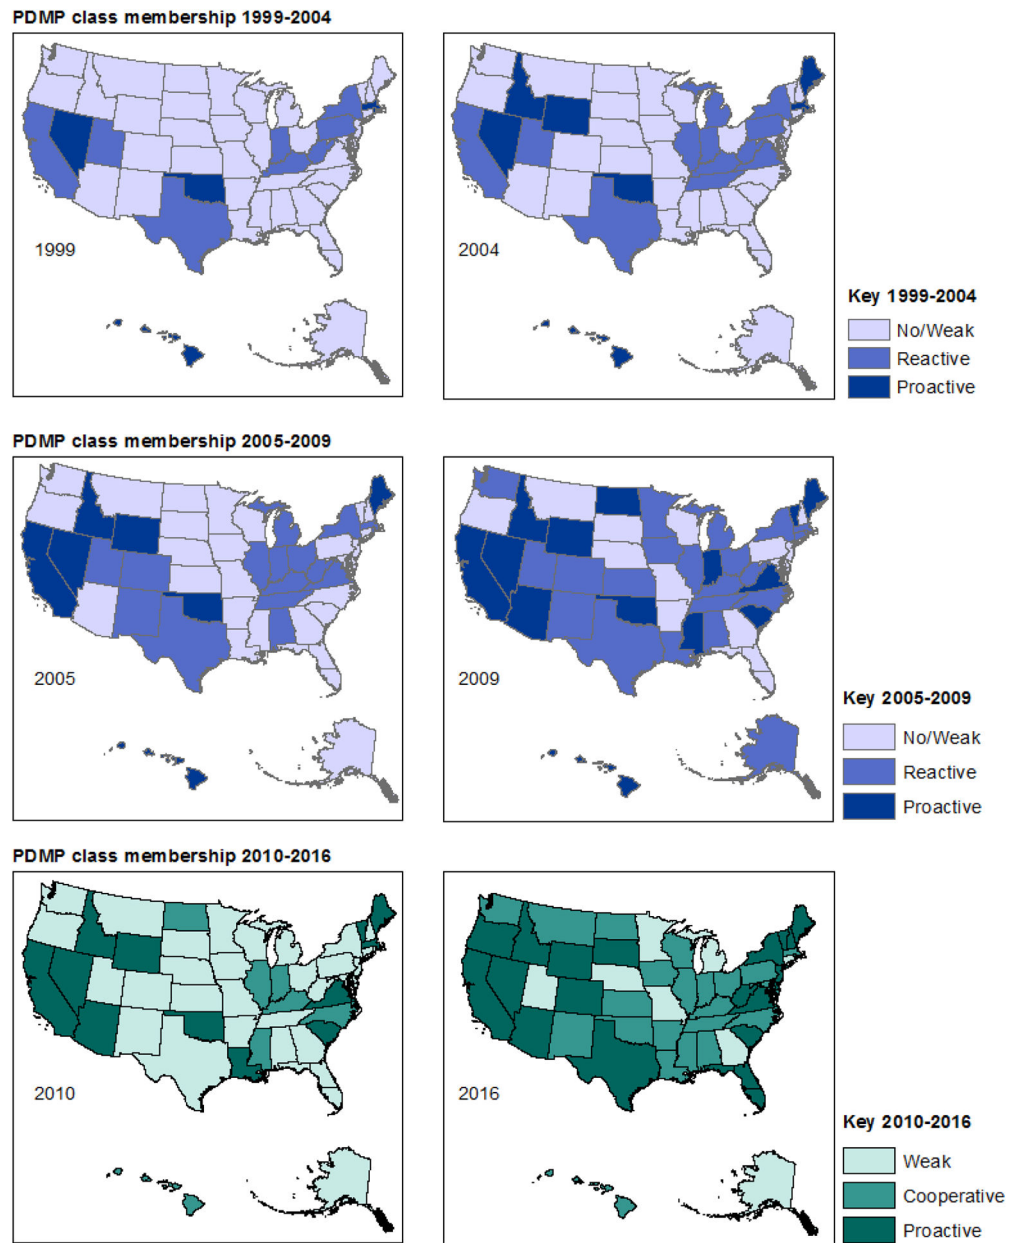 PDMP class membership 1999-2004
1999
2004
Key 1999-2004
No/Weak
Reactive
Proactive
PDMP class membership 2005-2009
2005
2009
Key 2005-2009
No/Weak
Reactive
Proactive
PDMP class membership 2010-2016
2010
2016
Key 2010-2016
Weak
Cooperative
Proactive